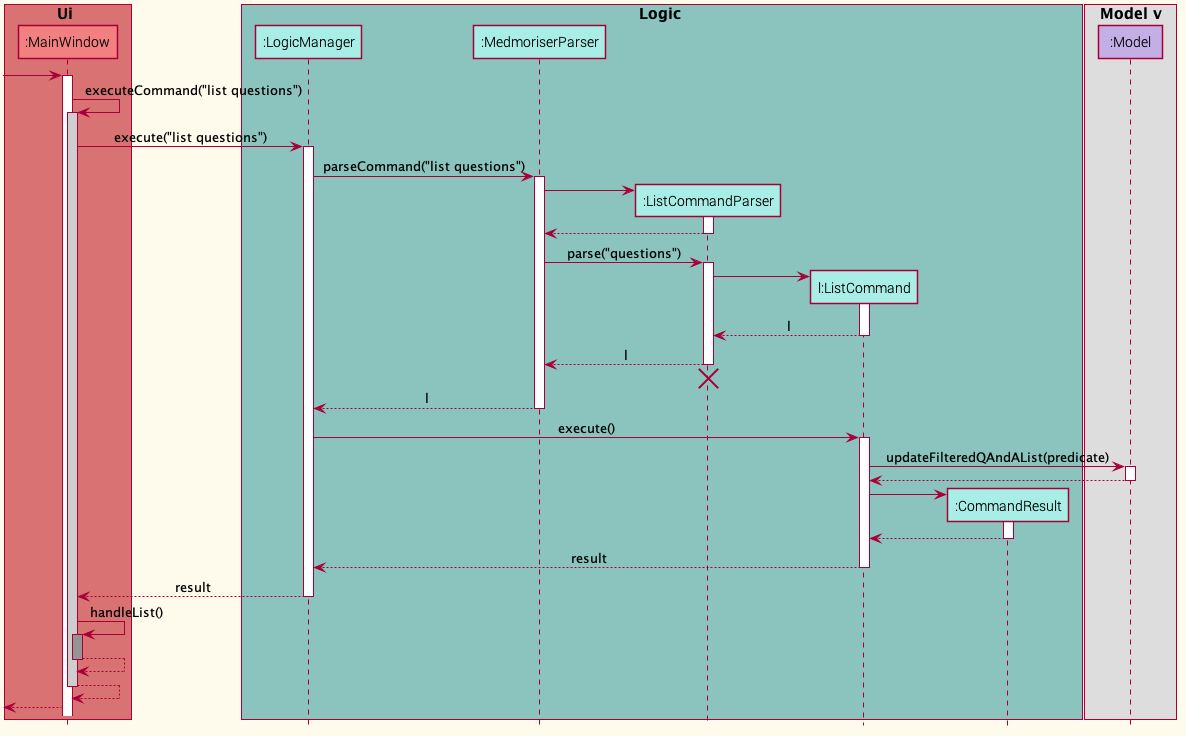 Ui
Logic
Model v
:MainWindow
:LogicManager
:MedmoriserParser
:Model
executeCommand("list questions")
execute("list questions")
parseCommand("list questions")
:ListCommandParser
parse("questions")
l:ListCommand
l
l
l
execute()
updateFilteredQAndAList(predicate)
:CommandResult
result
result
handleList()